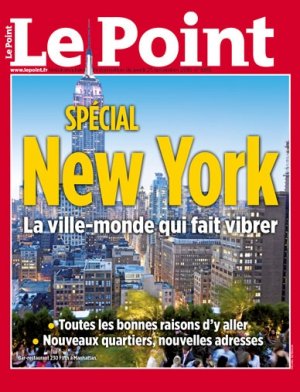 Le Point
Le Point
www.lepoint.fr
SPÉCIAL
New York
La ville-monde qui fait vibrer
• Toutes les bonnes raisons d'y aller
• Nouveaux quartiers, nouvelles adresses
Bar-restaurant 230 Fifth à Manhattan.